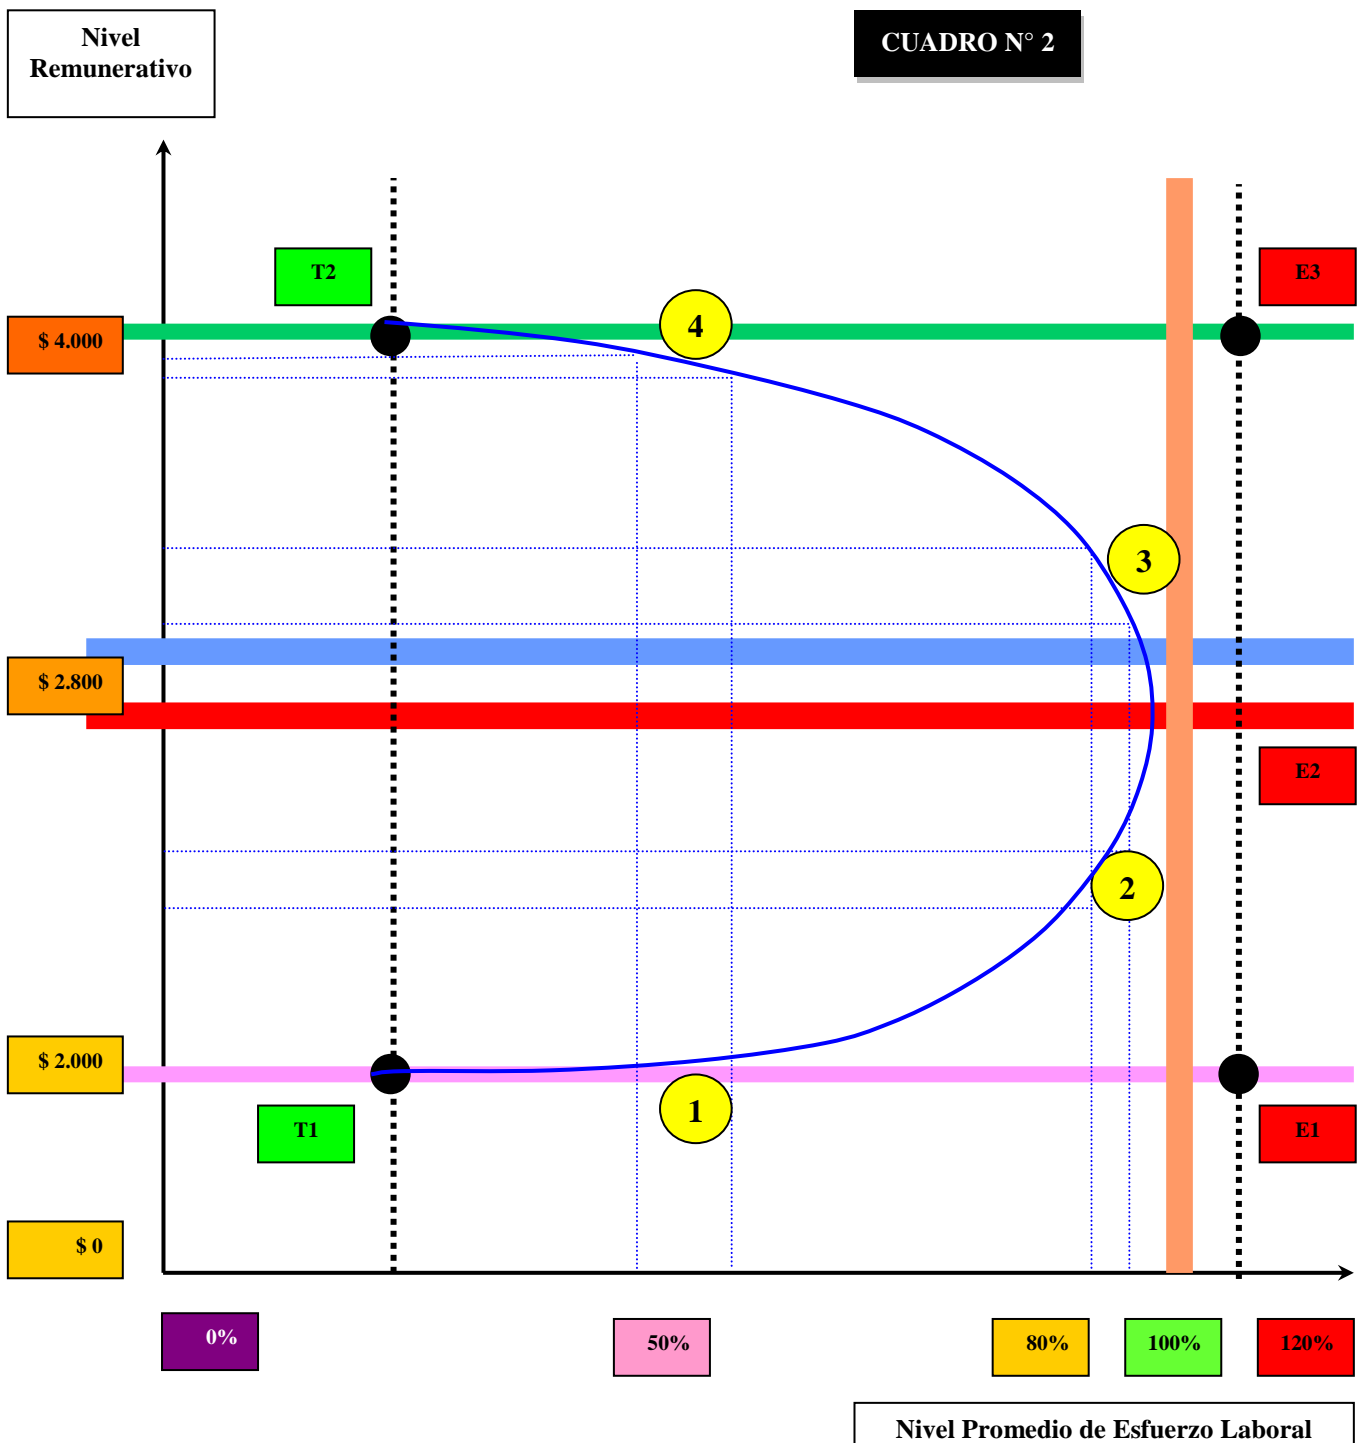 Nivel
Remunerativo
CUADRO N° 2
T2
E3
4
$ 4.000
3
$ 2.800
E2
2
$ 2.000
1
T1
E1
$ 0
0%
50%
80%
100%
120%
Nivel Promedio de Esfuerzo Laboral